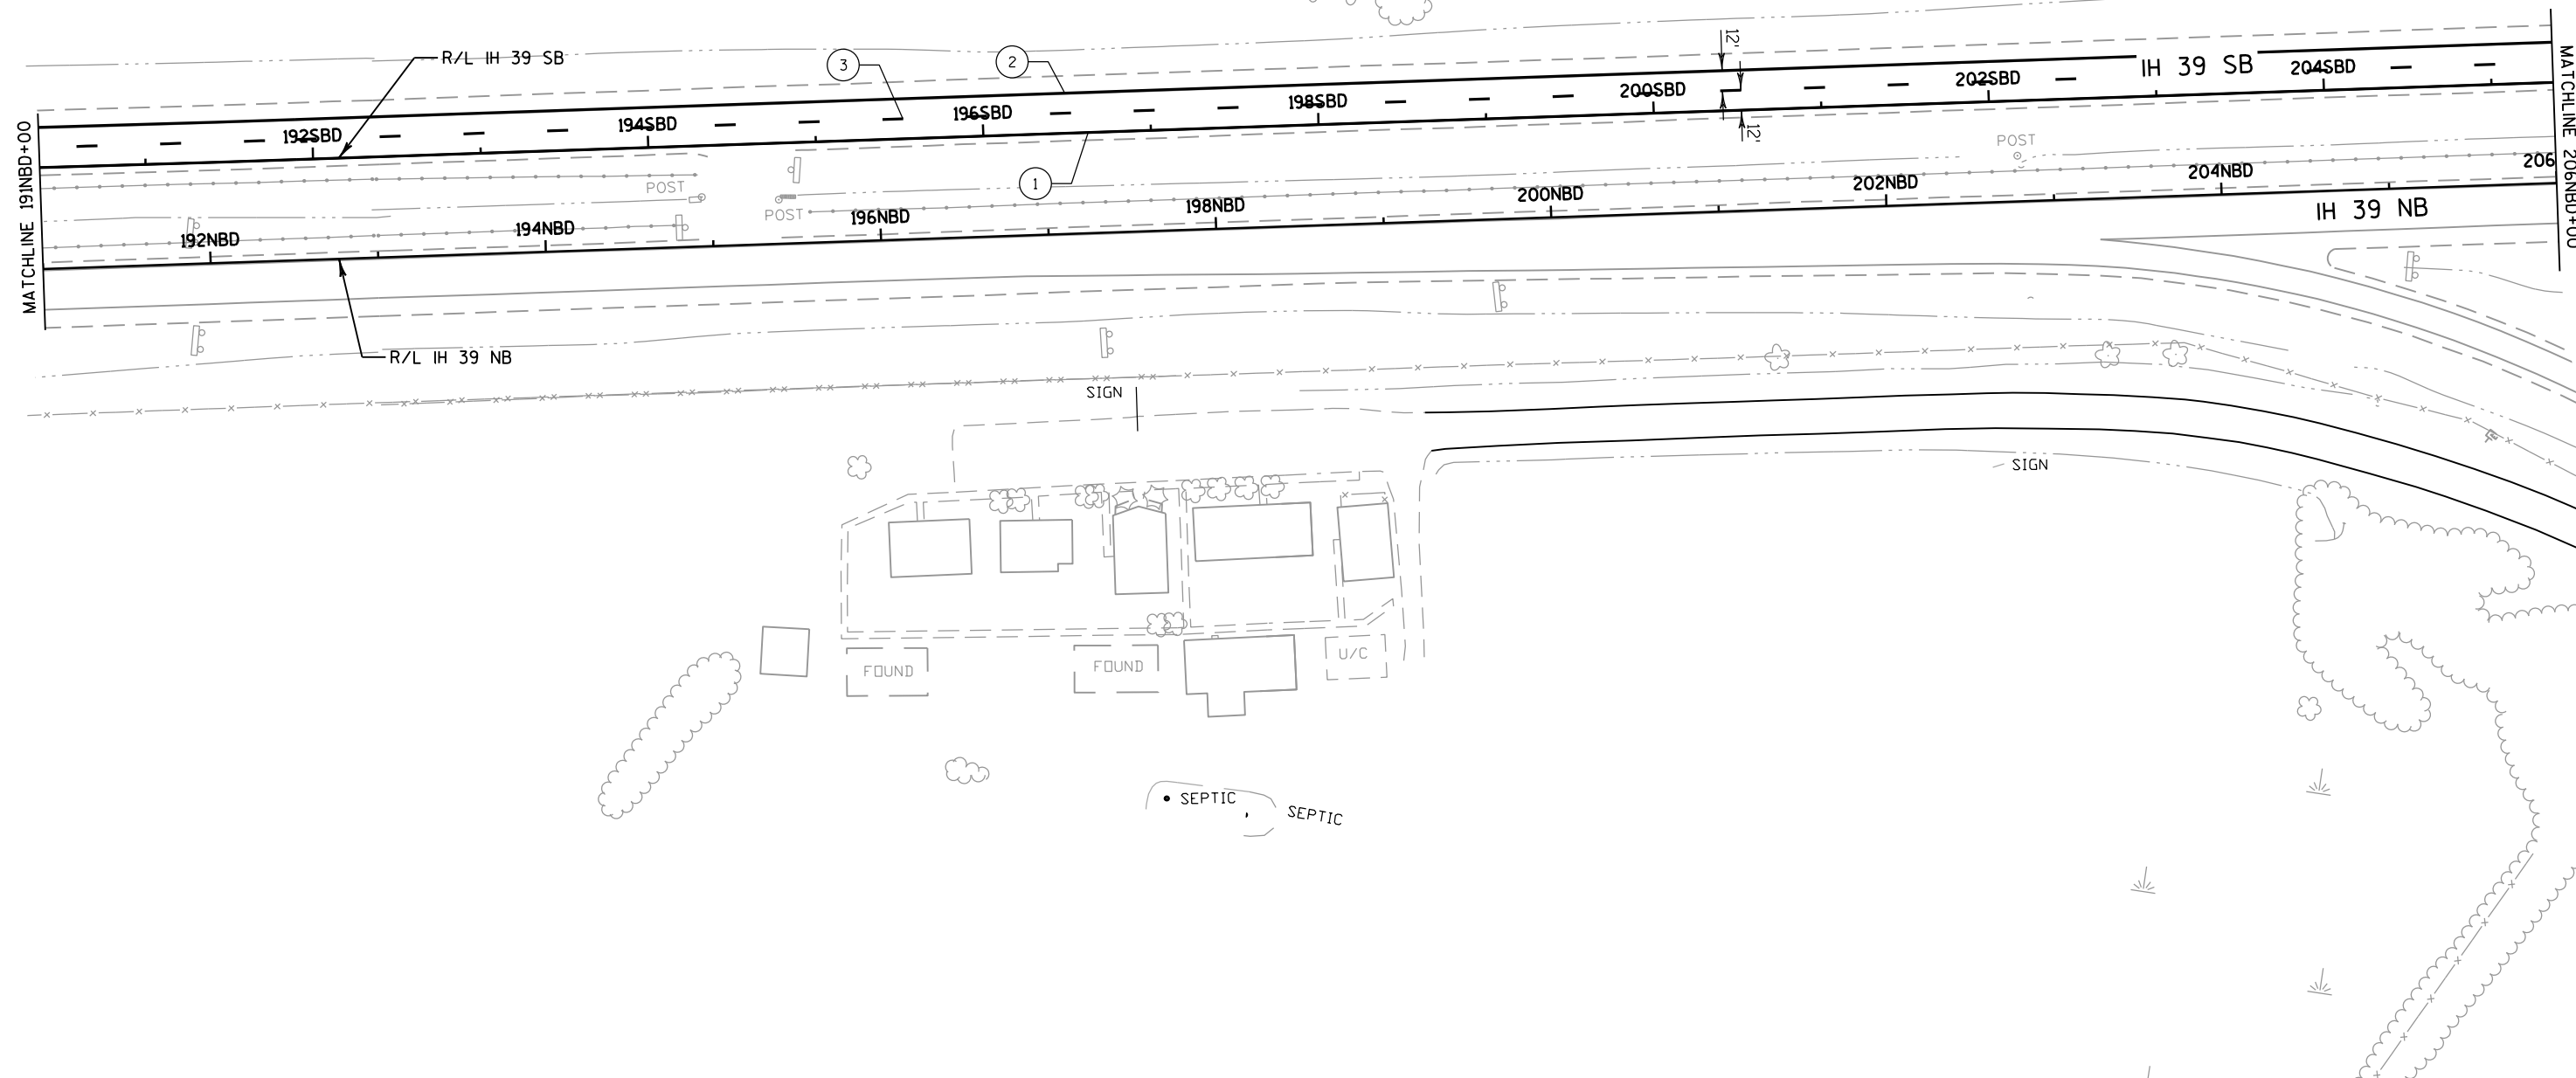 12'
R/L IH 39 SB
3
2
IH 39 SB
192SBD
194SBD
196SBD
198SBD
200SBD
202SBD
204SBD
12'
POST
1
POST
POST
MATCHLINE 191NBD+00
MATCHLINE 206NBD+00
192NBD
194NBD
196NBD
198NBD
200NBD
202NBD
204NBD
206
IH 39 NB
R/L IH 39 NB
SIGN
SIGN
FOUND
FOUND
U/C
SEPTIC
SEPTIC